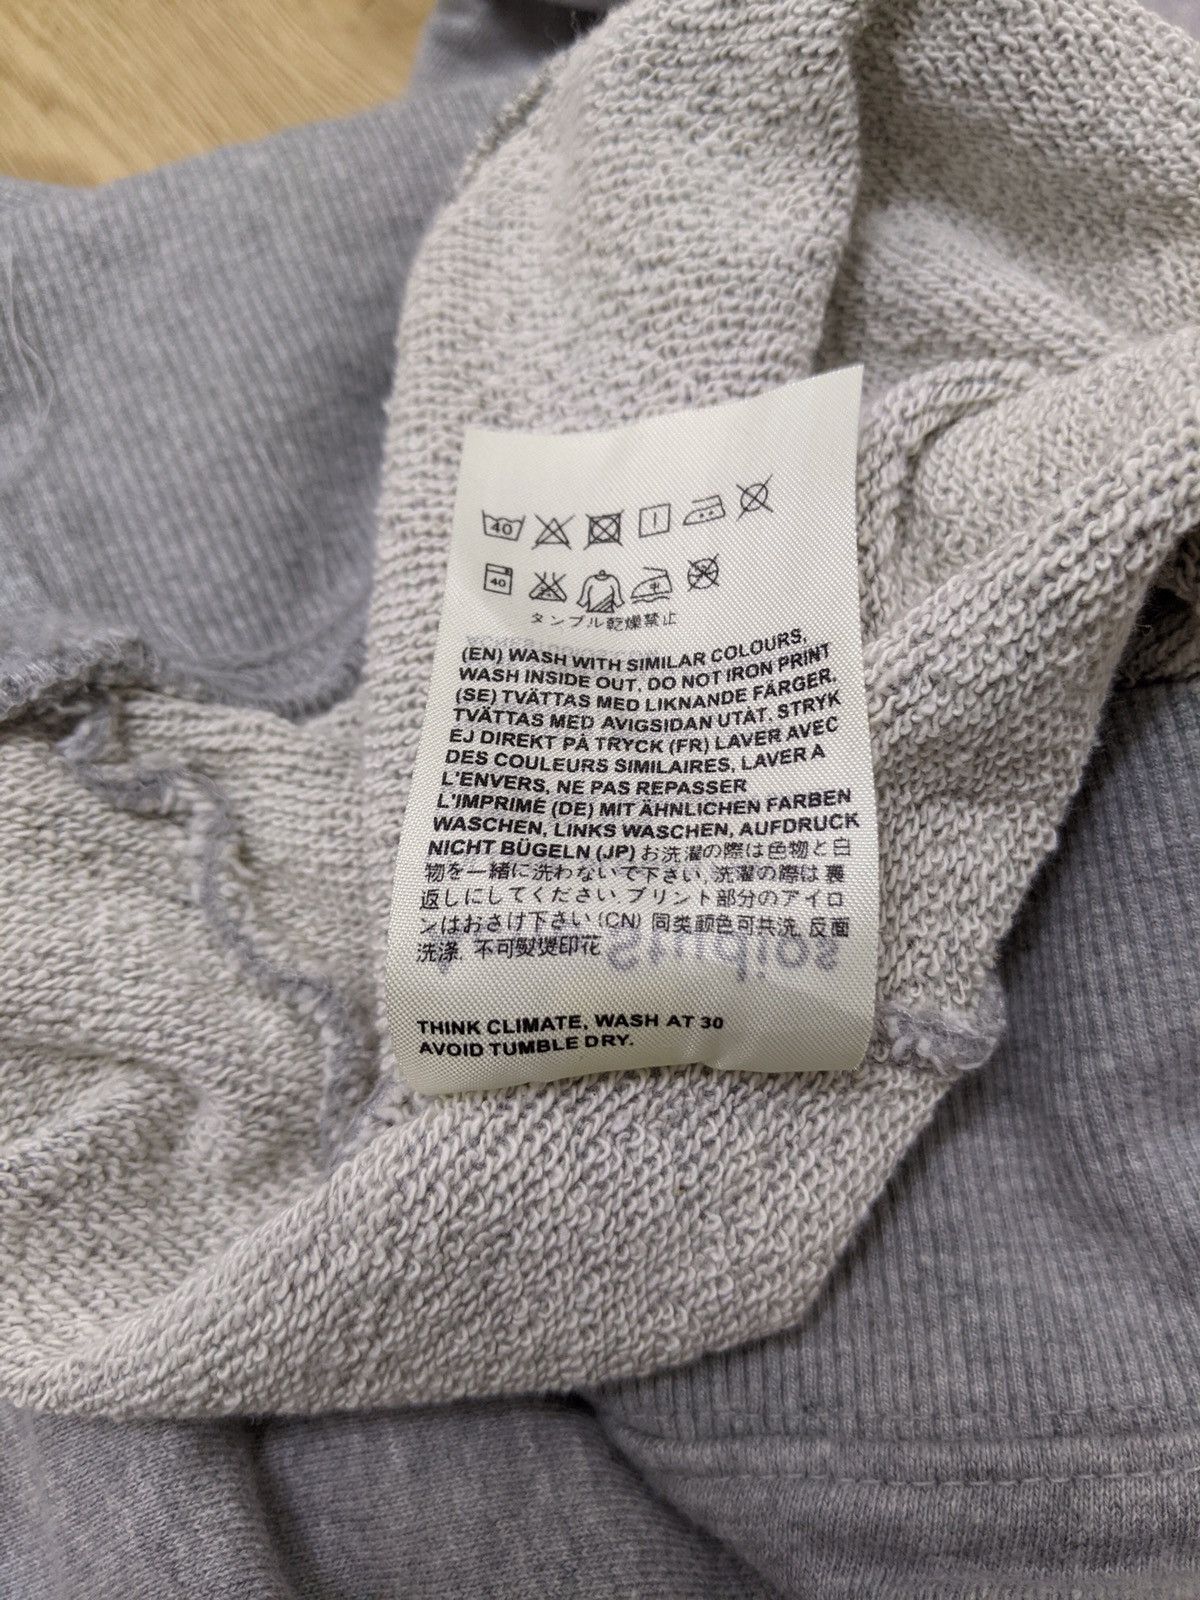 40
40
タンブル乾燥禁止
(EN) WASH WITH SIMILAR COLOURS,
WASH INSIDE OUT, DO NOT IRON PRINT
(SE) TVÄTTAS MED LIKNANDE FÄRGER,
TVÄTTAS MED AVIGSIDAN UTÅT. STRYK
EJ DIREKT PÅ TRYCK (FR) LAVER AVEC
DES COULEURS SIMILAIRES, LAVER A
L'ENVERS, NE PAS REPASSER
L'IMPRIMÉ (DE) MIT ÄHNLICHEN FARBEN
WASCHEN, LINKS WASCHEN, AUFDRUCK
NICHT BÜGELN (JP) お洗濯の際は色物と白
物を一緒に洗わないで下さい, 洗濯の際は 裏
返しにしてください プリント部分のアイロ
ンはおさけ下さい (CN) 同类颜色可共洗, 反面
洗涤, 不可熨烫印花
Studios
THINK CLIMATE, WASH AT 30
AVOID TUMBLE DRY.